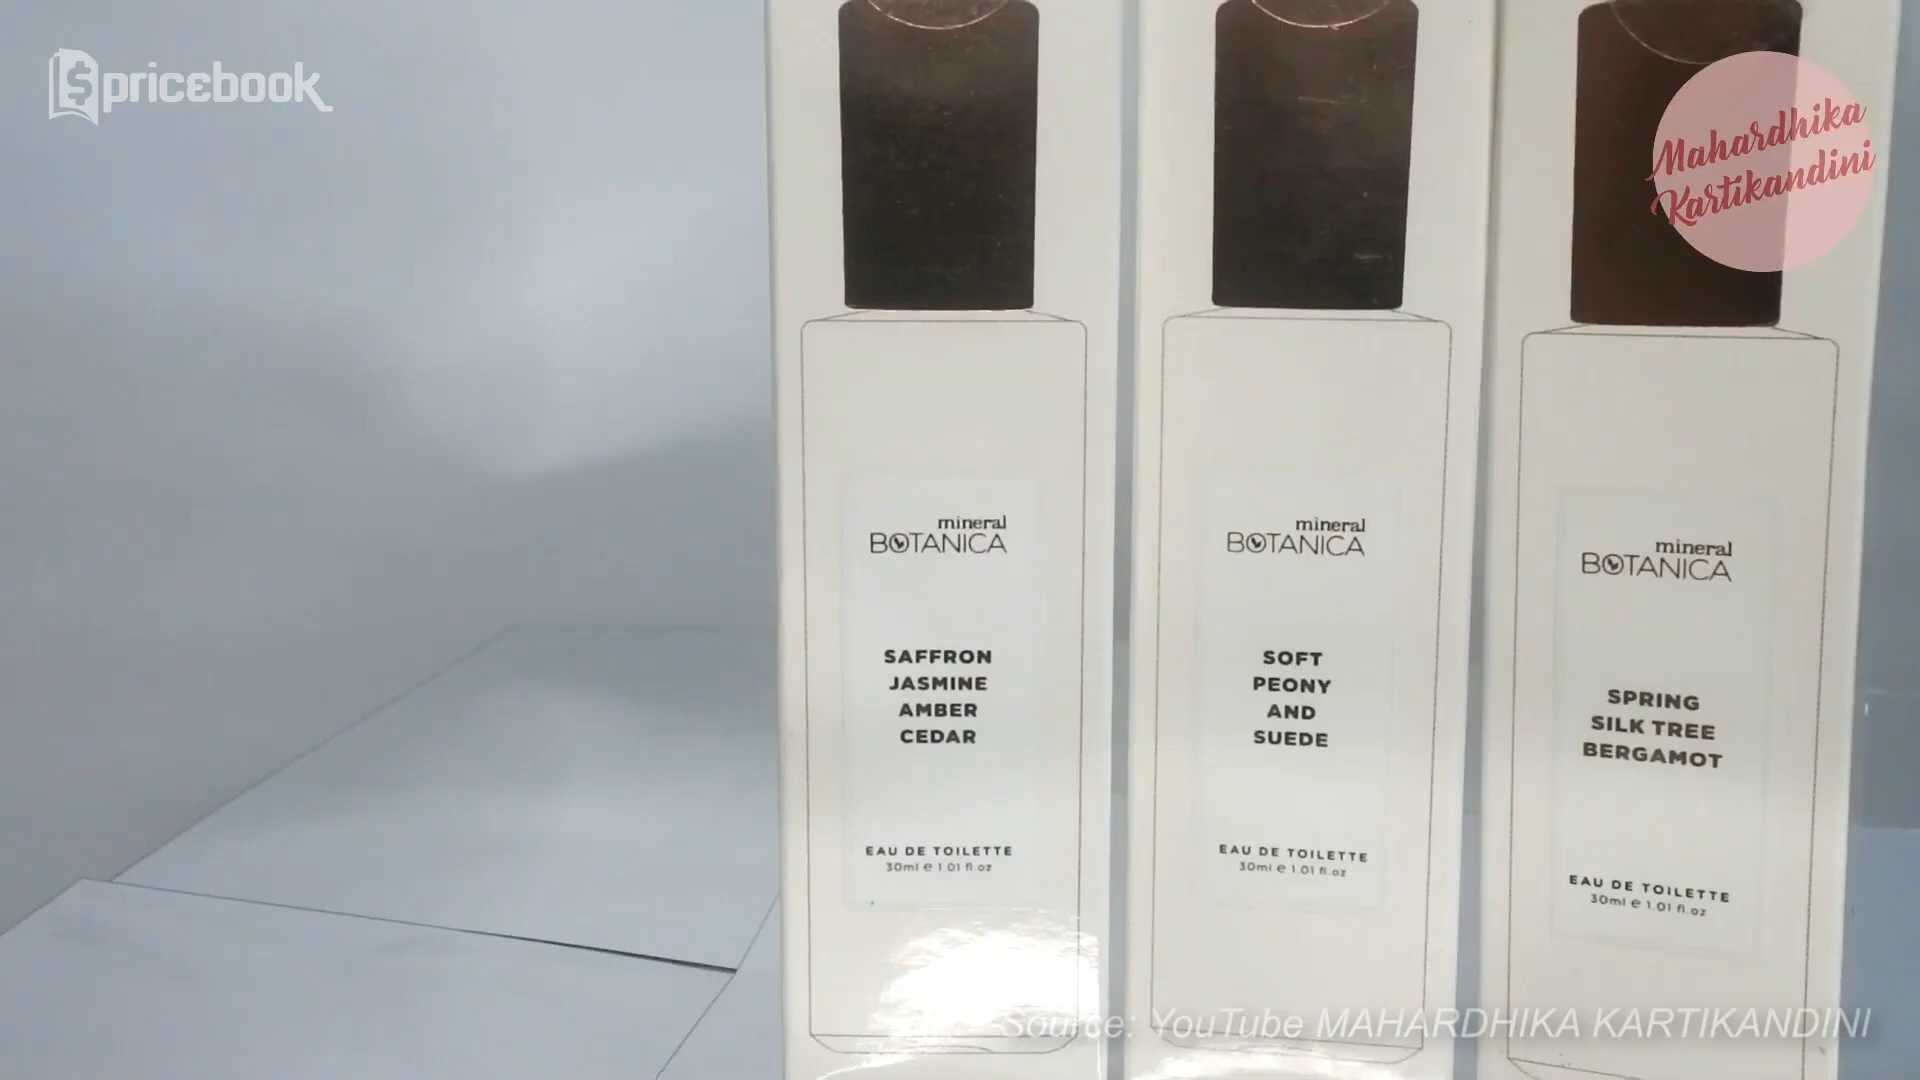 pricebook
Mahardhika
Kartikandini
mineral
BOTANICA
SAFFRON
JASMINE
AMBER
CEDAR
EAU DE TOILETTE
30ml e 1.01 fl.oz
mineral
BOTANICA
SOFT
PEONY
AND
SUEDE
EAU DE TOILETTE
30ml e 1.01 fl.oz
mineral
BOTANICA
SPRING
SILK TREE
BERGAMOT
EAU DE TOILETTE
30ml e 1.01 fl.oz
Source: YouTube MAHARDHIKA KARTIKANDINI